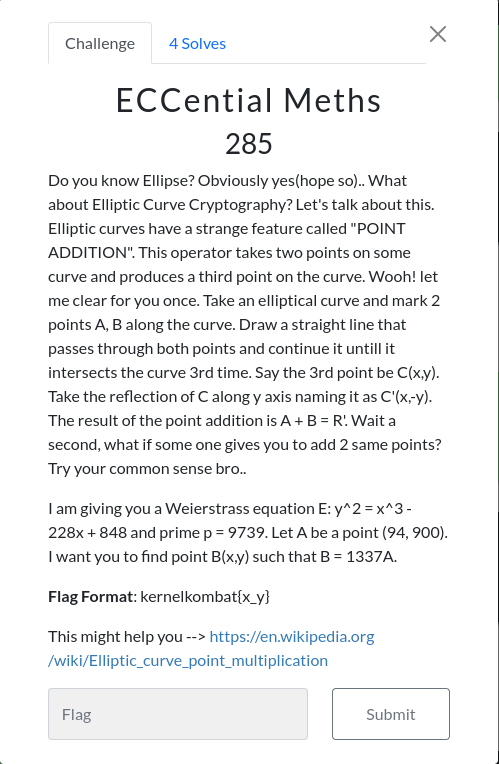 Challenge
4 Solves
ECCential Meths
285
Do you know Ellipse? Obviously yes(hope so).. What
about Elliptic Curve Cryptography? Let's talk about this.
Elliptic curves have a strange feature called "POINT
ADDITION". This operator takes two points on some
curve and produces a third point on the curve. Wooh! let
me clear for you once. Take an elliptical curve and mark 2
points A, B along the curve. Draw a straight line that
passes through both points and continue it untill it
intersects the curve 3rd time. Say the 3rd point be C(x,y).
Take the reflection of C along y axis naming it as C'(x,-y).
The result of the point addition is A + B = R'. Wait a
second, what if some one gives you to add 2 same points?
Try your common sense bro..
I am giving you a Weierstrass equation E: y^2 = x^3 -
228x + 848 and prime p = 9739. Let A be a point (94, 900).
I want you to find point B(x,y) such that B = 1337A.
Flag Format: kernelkombat{x_y}
This might help you --> https://en.wikipedia.org
/wiki/Elliptic_curve_point_multiplication
Flag
Submit